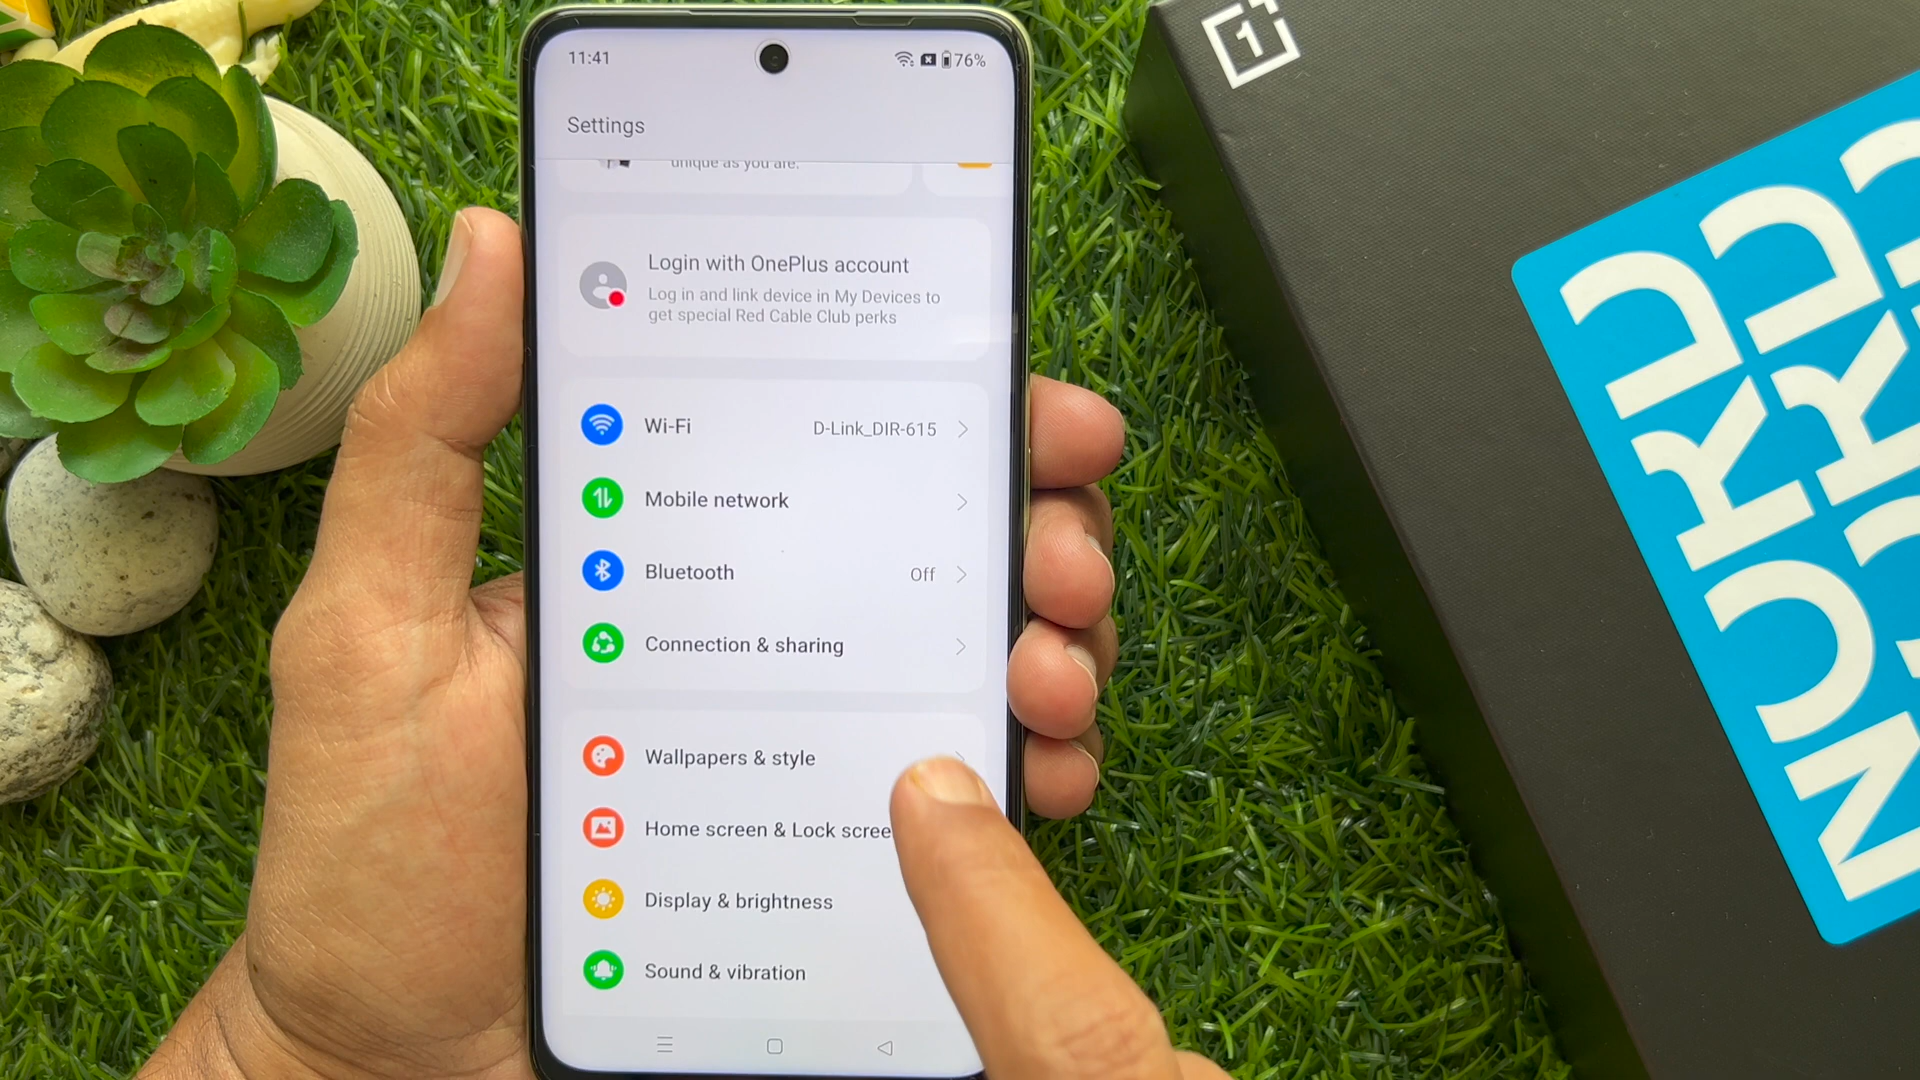 11:41
76%
Settings
unique as you are.
Login with OnePlus account
Log in and link device in My Devices to
get special Red Cable Club perks
Wi-Fi D-Link_DIR-615
Mobile network
Bluetooth Off
Connection & sharing
Wallpapers & style
Home screen & Lock scree
Display & brightness
Sound & vibration
1
NORD